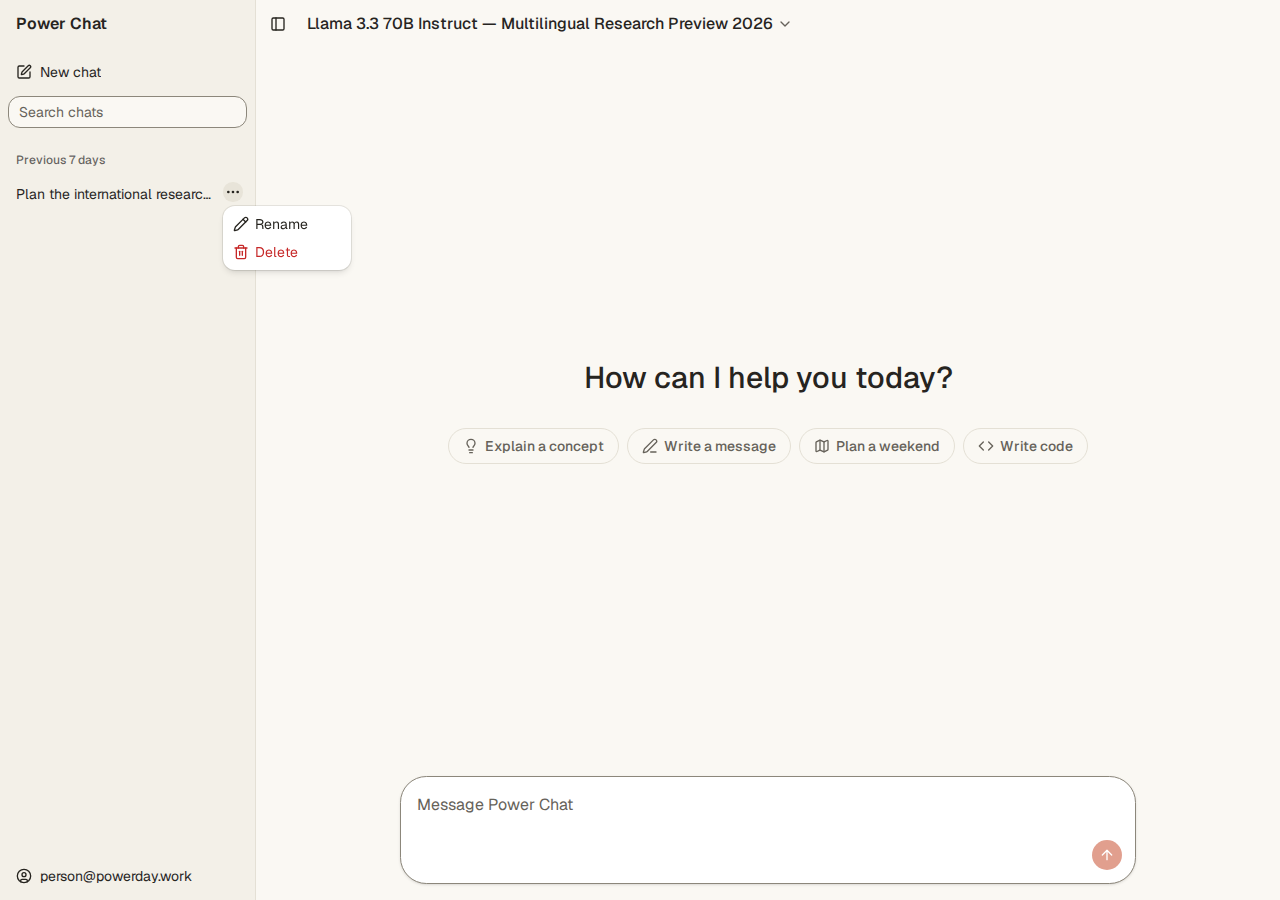 Power Chat
New chat
Search chats
Previous 7 days
Plan the international researc…
Rename
Delete
person@powerday.work
Llama 3.3 70B Instruct — Multilingual Research Preview 2026
How can I help you today?
Explain a concept
Write a message
Plan a weekend
Write code
Message Power Chat